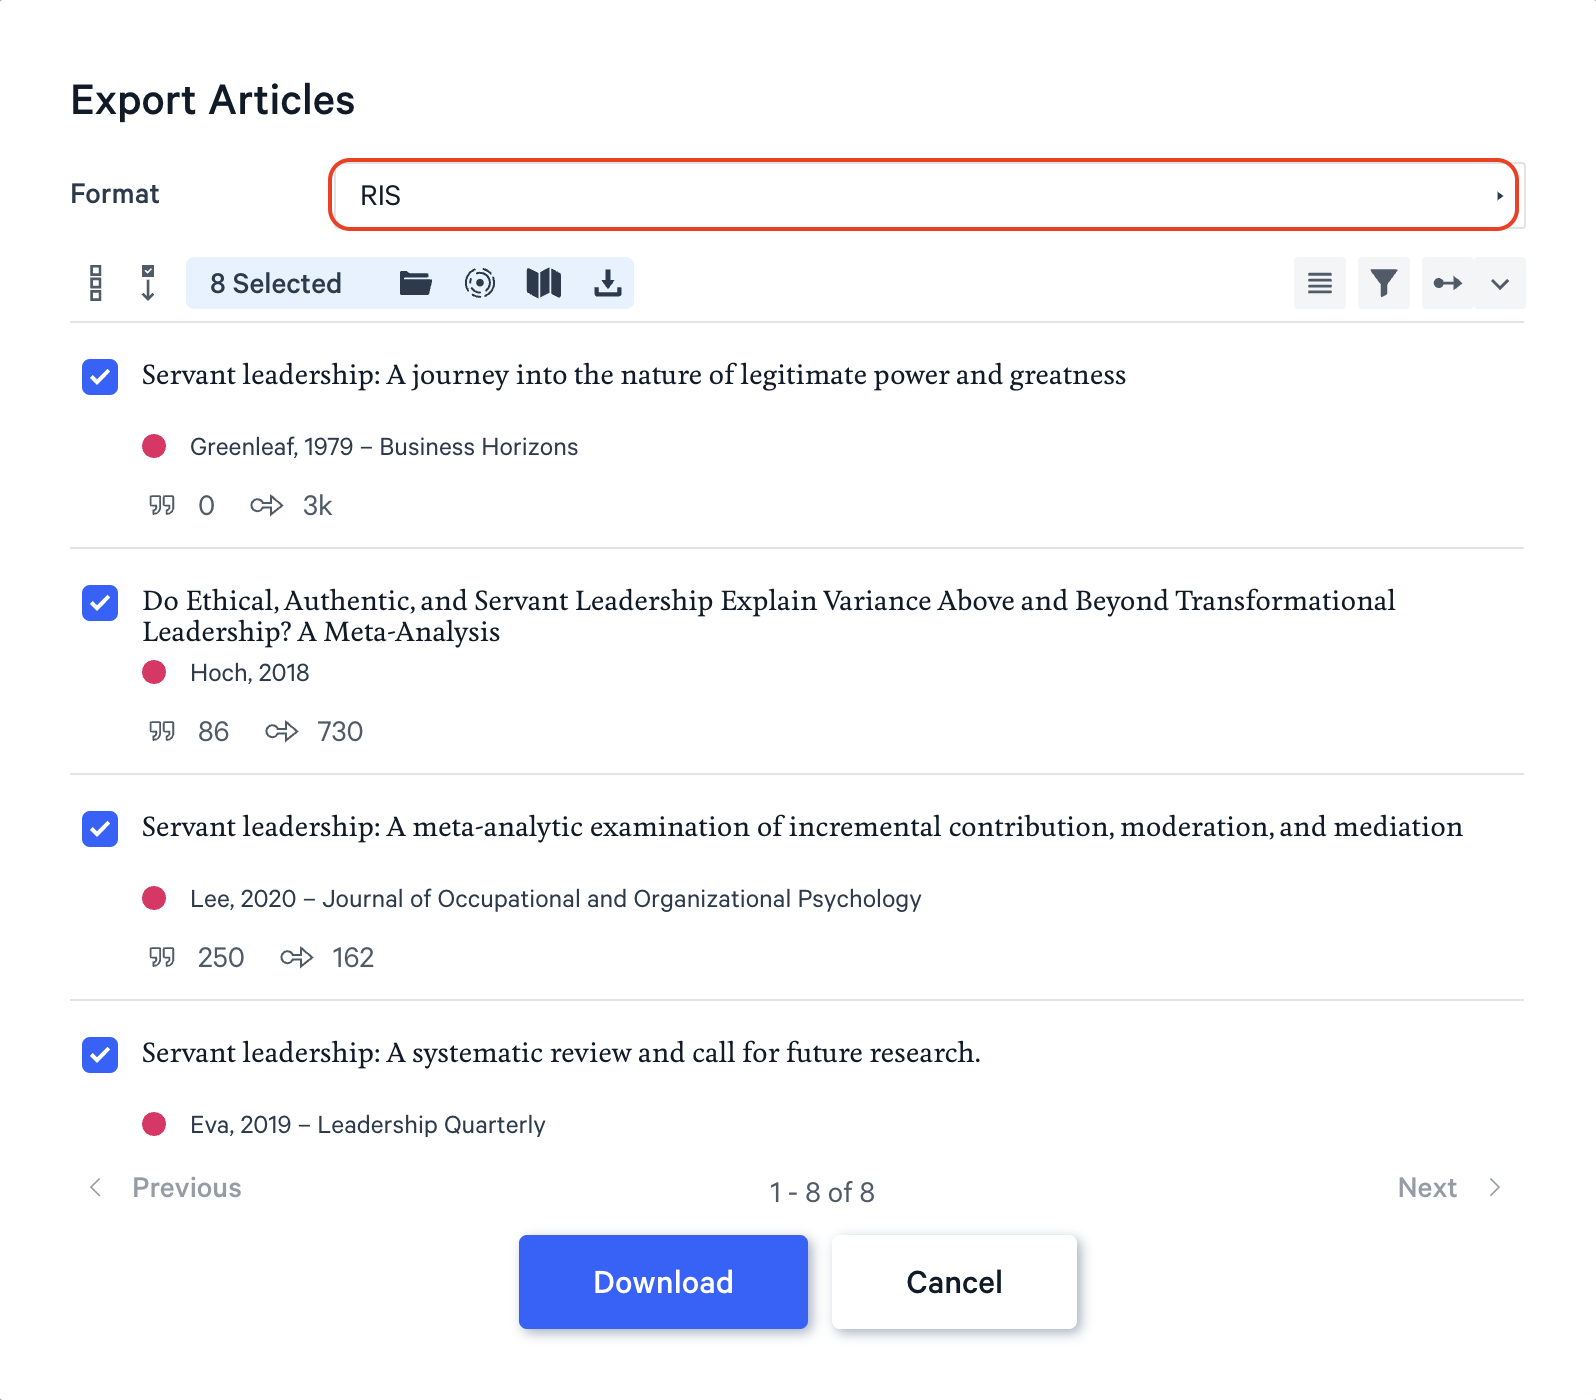 Export Articles
Format
RIS
8 Selected
Servant leadership: A journey into the nature of legitimate power and greatness
Greenleaf, 1979 – Business Horizons
0 3k
Do Ethical, Authentic, and Servant Leadership Explain Variance Above and Beyond Transformational
Leadership? A Meta-Analysis
Hoch, 2018
86 730
Servant leadership: A meta-analytic examination of incremental contribution, moderation, and mediation
Lee, 2020 – Journal of Occupational and Organizational Psychology
250 162
Servant leadership: A systematic review and call for future research.
Eva, 2019 – Leadership Quarterly
Previous 1 - 8 of 8 Next
Download Cancel